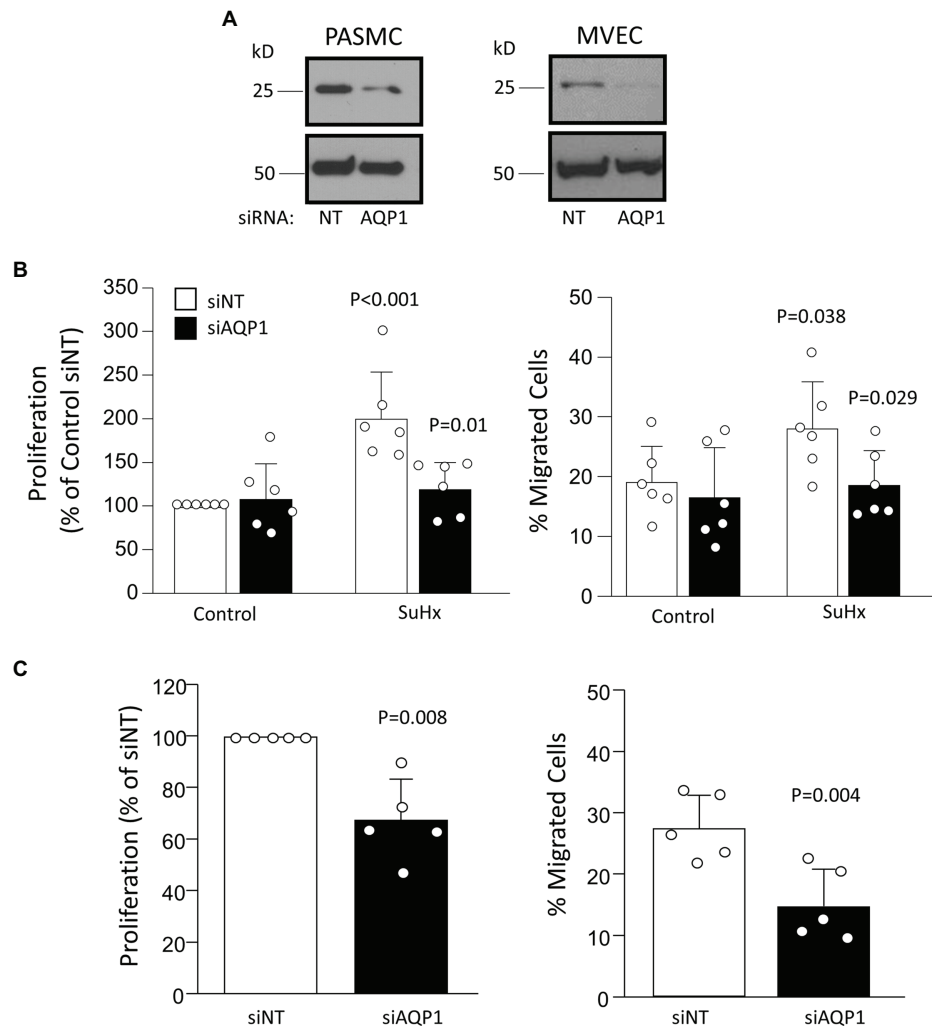 A
PASMC
MVEC
kD
kD
25
25
50
50
siRNA: NT AQP1
NT AQP1
B
Proliferation
(% of Control siNT)
350
300
250
200
150
100
50
0
siNT
siAQP1
P<0.001
P=0.01
Control
SuHx
% Migrated Cells
50
40
30
20
10
0
P=0.038
P=0.029
Control
SuHx
C
Proliferation (% of siNT)
120
100
80
60
40
20
0
P=0.008
siNT
siAQP1
% Migrated Cells
50
40
30
20
10
0
P=0.004
siNT
siAQP1